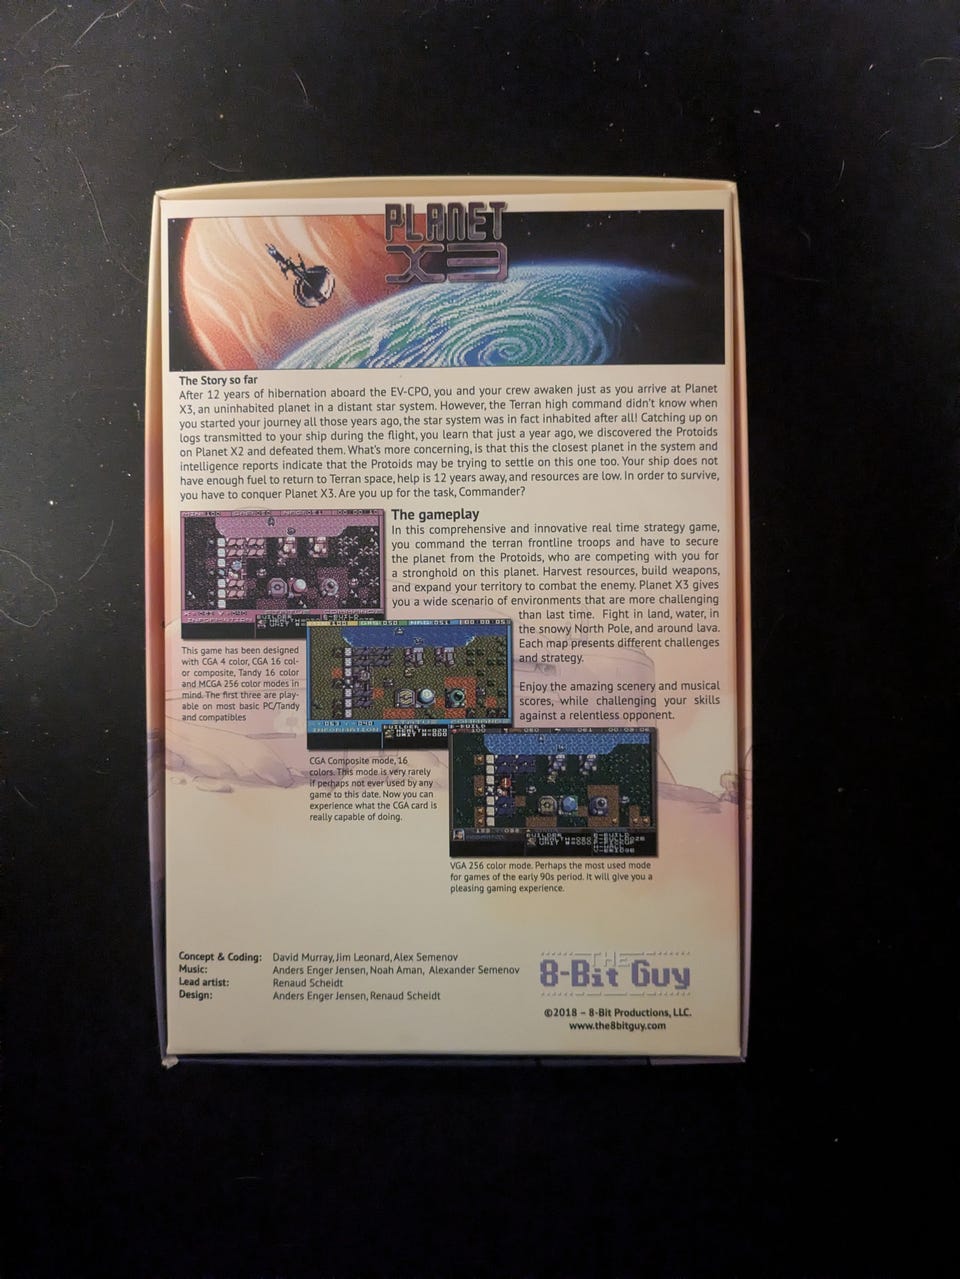 PLANET
X3
The Story so far
After 12 years of hibernation aboard the EV-CPO, you and your crew awaken just as you arrive at Planet
X3, an uninhabited planet in a distant star system. However, the Terran high command didn't know when
you started your journey all those years ago, the star system was in fact inhabited after all! Catching up on
logs transmitted to your ship during the flight, you learn that just a year ago, we discovered the Protoids
on Planet X2 and defeated them. What's more concerning, is that this the closest planet in the system and
intelligence reports indicate that the Protoids may be trying to settle on this one too. Your ship does not
have enough fuel to return to Terran space, help is 12 years away, and resources are low. In order to survive,
you have to conquer Planet X3. Are you up for the task, Commander?
The gameplay
In this comprehensive and innovative real time strategy game,
you command the terran frontline troops and have to secure
the planet from the Protoids, who are competing with you for
a stronghold on this planet. Harvest resources, build weapons,
and expand your territory to combat the enemy. Planet X3 gives
you a wide scenario of environments that are more challenging
than last time. Fight in land, water, in
the snowy North Pole, and around lava.
Each map presents different challenges
and strategy.
Enjoy the amazing scenery and musical
scores, while challenging your skills
against a relentless opponent.
This game has been designed
with CGA 4 color, CGA 16 col-
or composite, Tandy 16 color
and MCGA 256 color modes in
mind. The first three are play-
able on most basic PC/Tandy
and compatibles
INFORMATION
BUILDER
CGA Composite mode, 16
colors. This mode is very rarely
if perhaps not ever used by any
game to this date. Now you can
experience what the CGA card is
really capable of doing.
BUILDER
B-BUILD
VGA 256 color mode. Perhaps the most used mode
for games of the early 90s period. It will give you a
pleasing gaming experience.
Concept & Coding: David Murray, Jim Leonard, Alex Semenov
Music: Anders Enger Jensen, Noah Aman, Alexander Semenov
Lead artist: Renaud Scheidt
Design: Anders Enger Jensen, Renaud Scheidt
THE
8-Bit Guy
©2018 – 8-Bit Productions, LLC.
www.the8bitguy.com